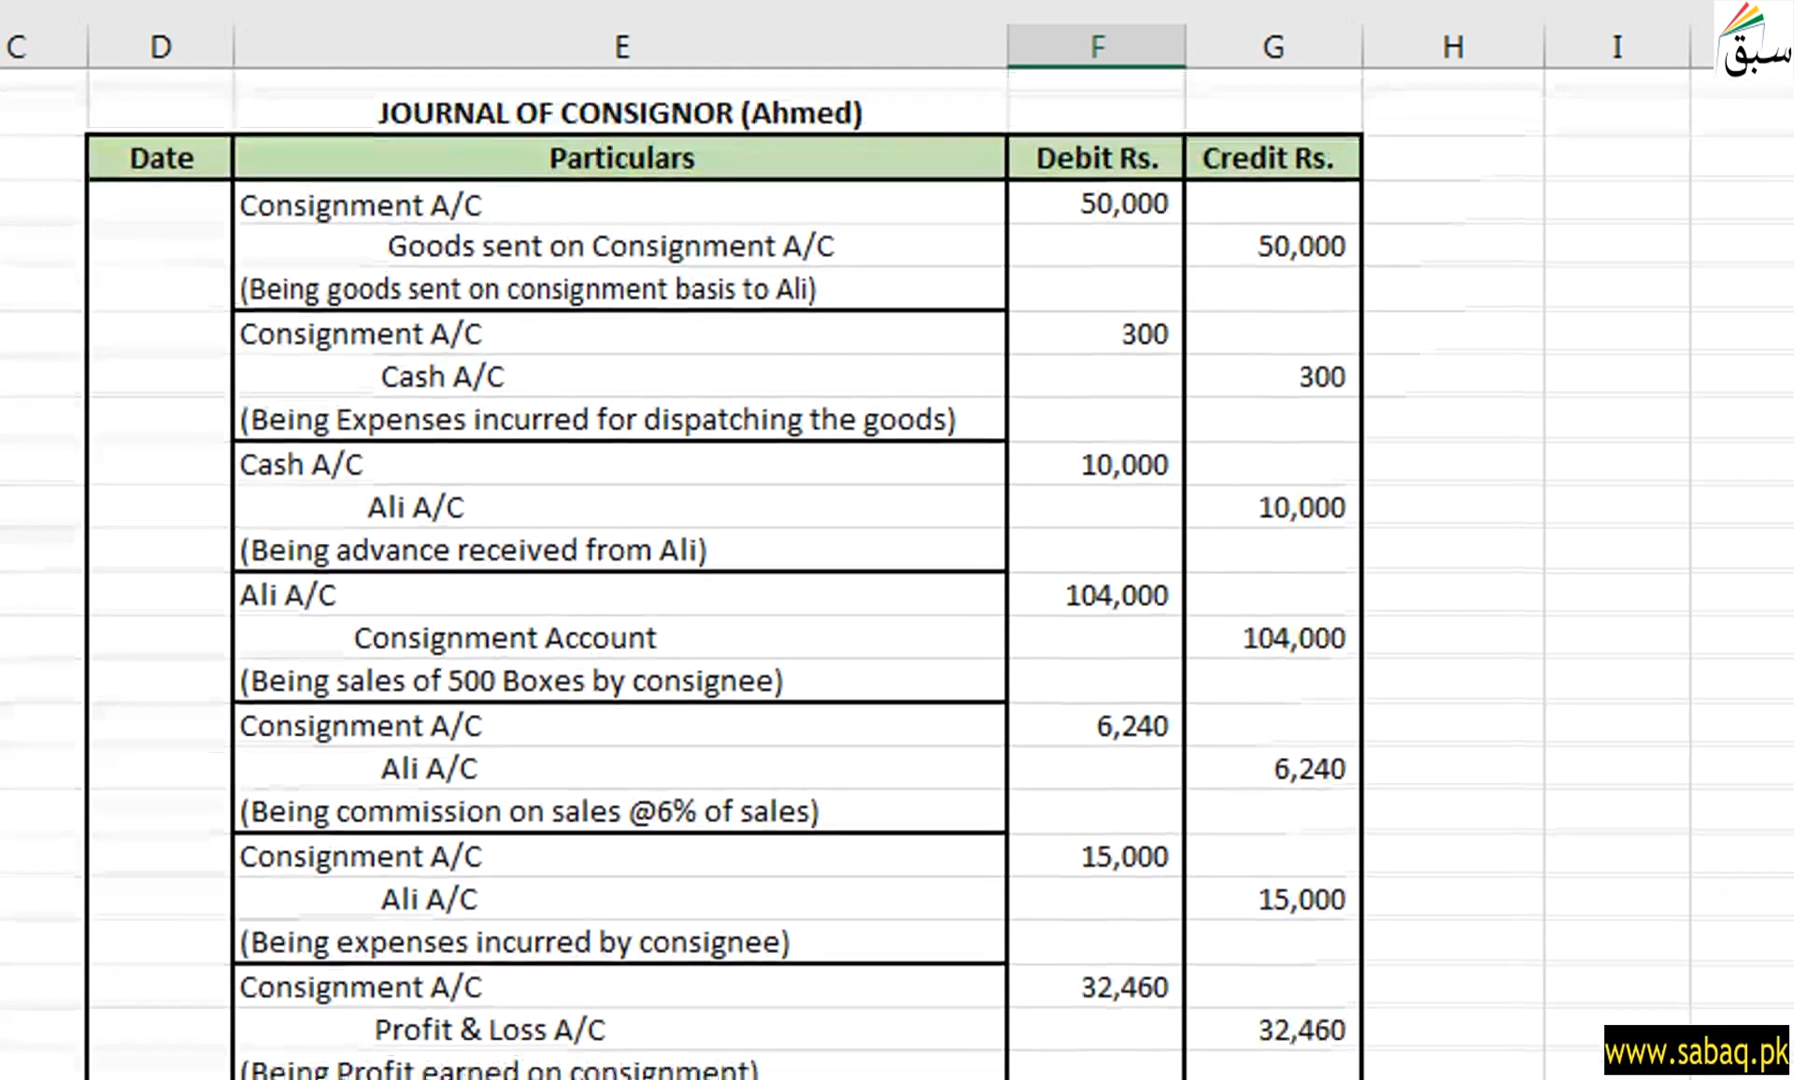 سبق
C D E F G H I
JOURNAL OF CONSIGNOR (Ahmed)
Date Particulars Debit Rs. Credit Rs.
Consignment A/C 50,000
Goods sent on Consignment A/C 50,000
(Being goods sent on consignment basis to Ali)
Consignment A/C 300
Cash A/C 300
(Being Expenses incurred for dispatching the goods)
Cash A/C 10,000
Ali A/C 10,000
(Being advance received from Ali)
Ali A/C 104,000
Consignment Account 104,000
(Being sales of 500 Boxes by consignee)
Consignment A/C 6,240
Ali A/C 6,240
(Being commission on sales @6% of sales)
Consignment A/C 15,000
Ali A/C 15,000
(Being expenses incurred by consignee)
Consignment A/C 32,460
Profit & Loss A/C 32,460
(Being Profit earned on consignment)
www.sabaq.pk